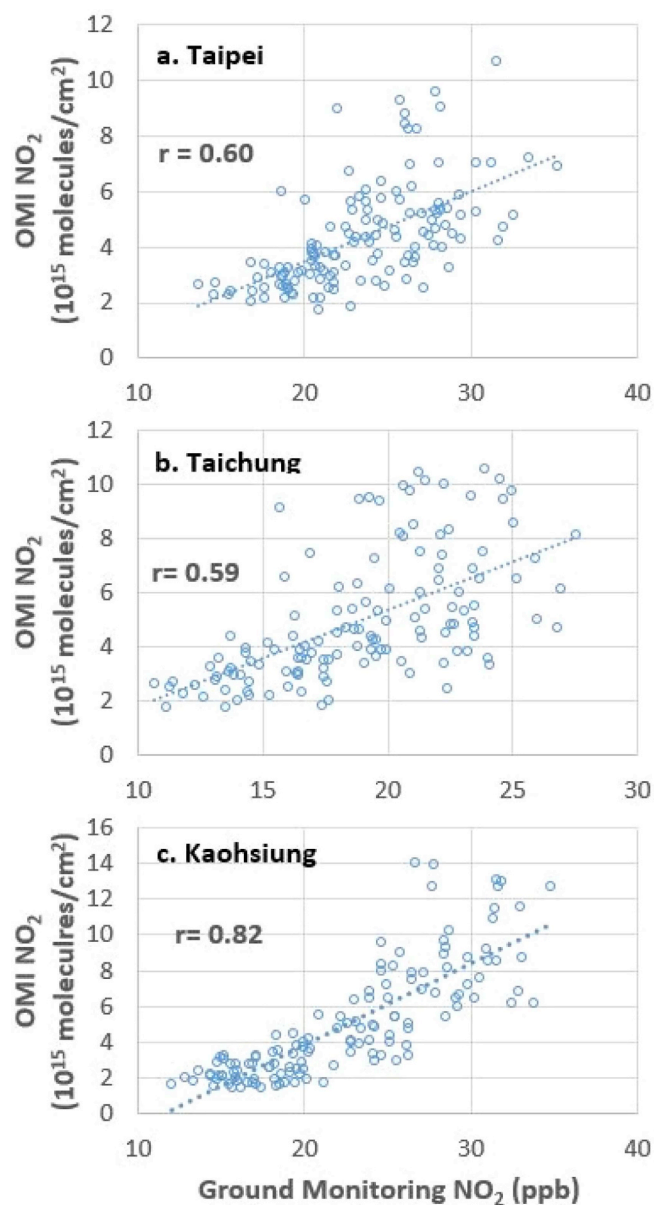 12
a. Taipei
10
8
r = 0.60
6
4
2
0
OMI NO₂
(10¹⁵ molecules/cm²)
10 20 30 40
12
b. Taichung
10
8
r= 0.59
6
4
2
0
OMI NO₂
(10¹⁵ molecules/cm²)
10 15 20 25 30
16
c. Kaohsiung
14
12
10
r= 0.82
8
6
4
2
0
OMI NO₂
(10¹⁵ moleculres/cm²)
10 20 30 40
Ground Monitoring NO₂ (ppb)